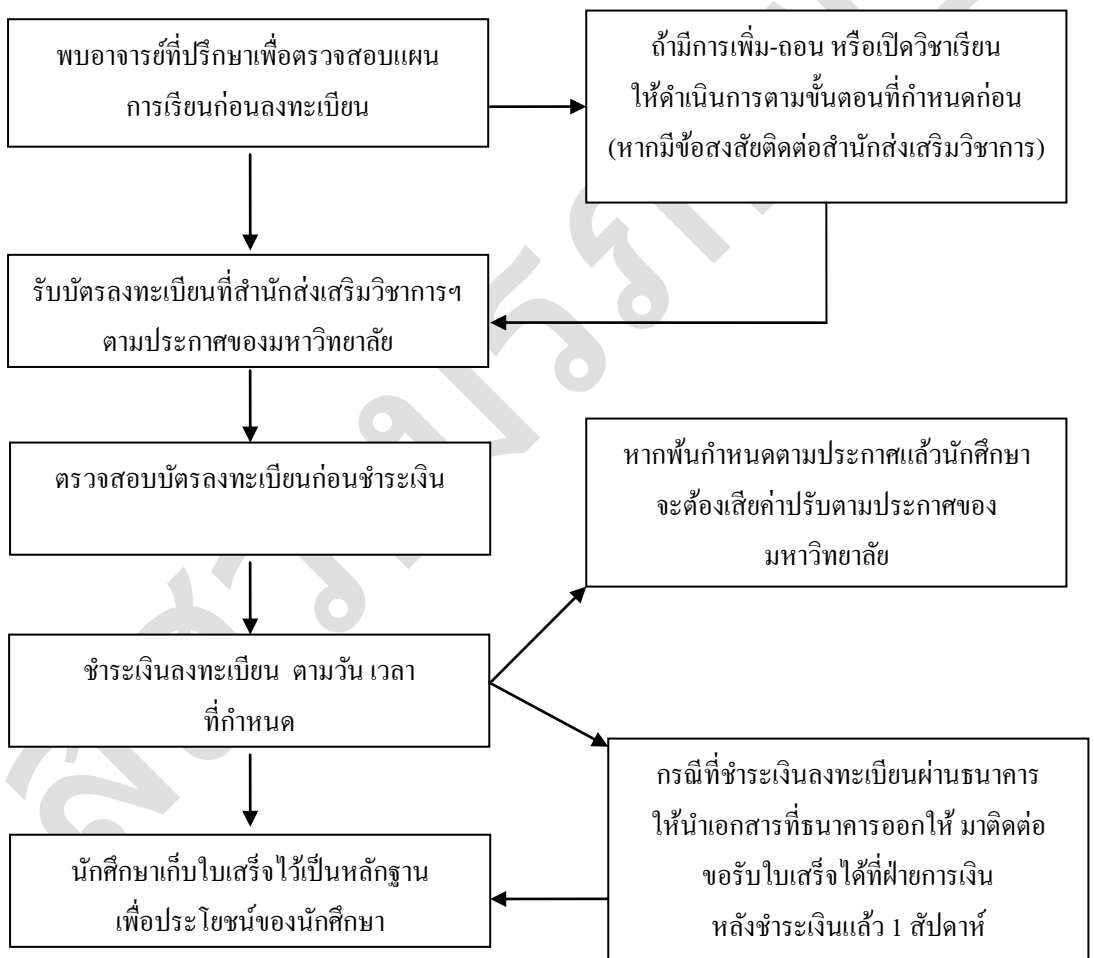 พบอาจารย์ที่ปรึกษาเพื่อตรวจสอบแผน
การเรียนก่อนลงทะเบียน
ถ้ามีการเพิ่ม-ถอน หรือเปิดวิชาเรียน
ให้ดำเนินการตามขั้นตอนที่กำหนดก่อน
(หากมีข้อสงสัยติดต่อสำนักส่งเสริมวิชาการ)
รับบัตรลงทะเบียนที่สำนักส่งเสริมวิชาการฯ
ตามประกาศของมหาวิทยาลัย
ตรวจสอบบัตรลงทะเบียนก่อนชำระเงิน
หากพ้นกำหนดตามประกาศแล้วนักศึกษา
จะต้องเสียค่าปรับตามประกาศของ
มหาวิทยาลัย
ชำระเงินลงทะเบียน ตามวัน เวลา
ที่กำหนด
กรณีที่ชำระเงินลงทะเบียนผ่านธนาคาร
ให้นำเอกสารที่ธนาคารออกให้ มาติดต่อ
ขอรับใบเสร็จได้ที่ฝ่ายการเงิน
หลังชำระเงินแล้ว 1 สัปดาห์
นักศึกษาเก็บใบเสร็จไว้เป็นหลักฐาน
เพื่อประโยชน์ของนักศึกษา